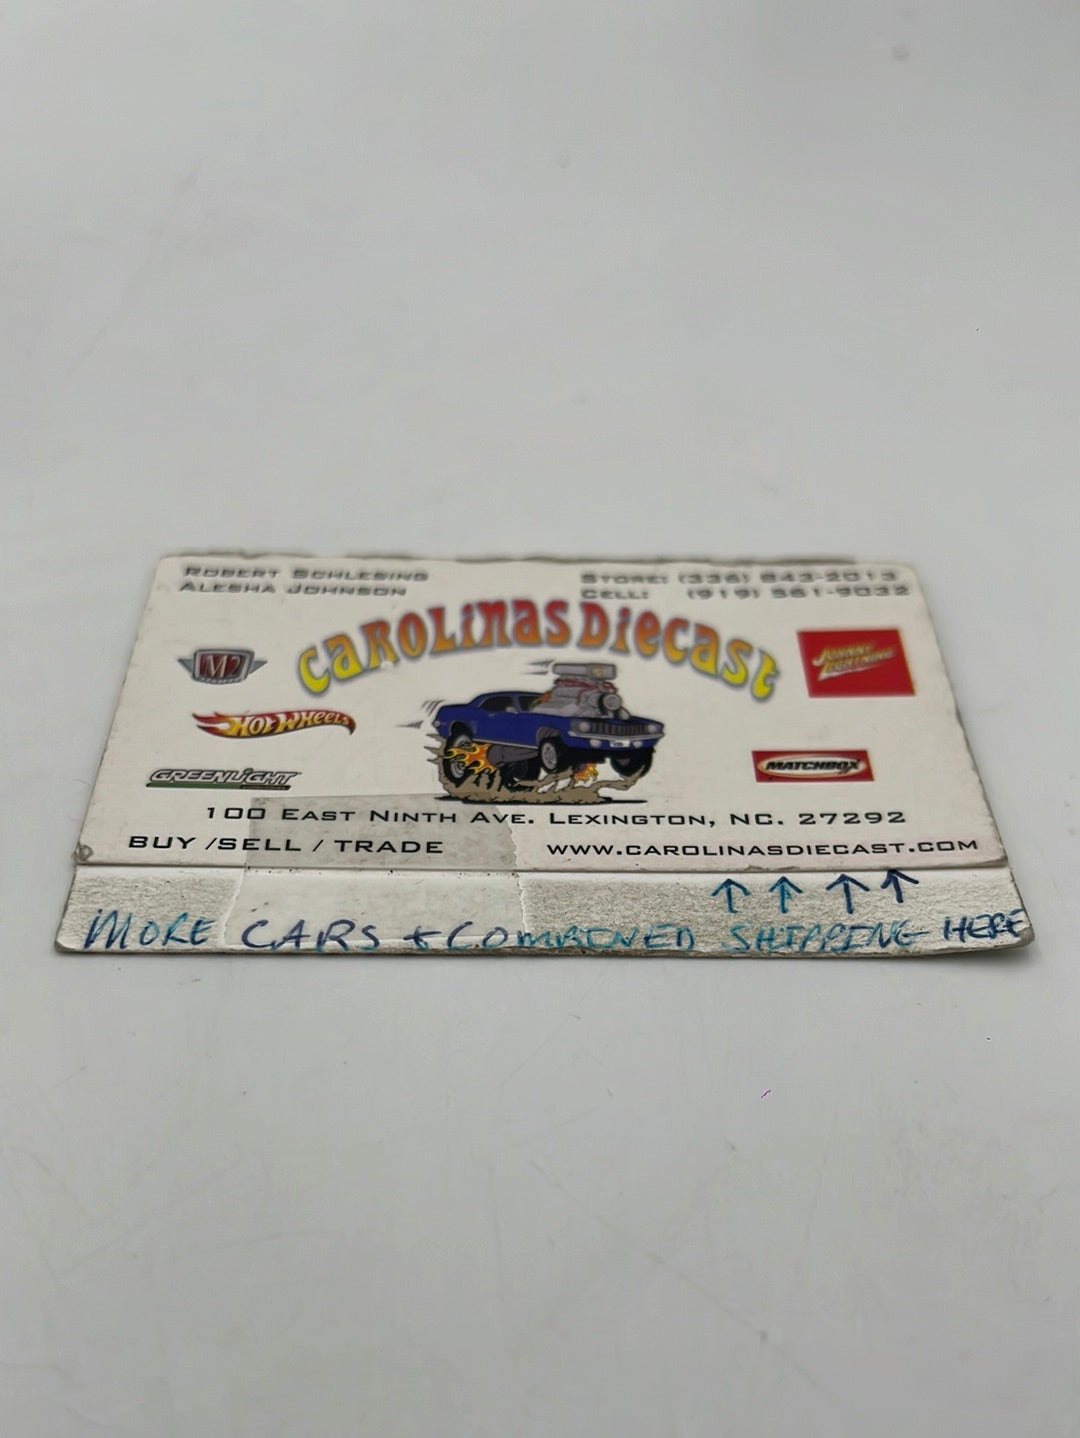 ROBERT SCHLESING
ALESHA JOHNSON
STORE: (336) 843-2013
CELL: (919) 561-9032
CAROLINAS DIECAST
M2
JOHNNY LIGHTNING
HOT WHEELS
MATCHBOX
GREENLIGHT
100 EAST NINTH AVE. LEXINGTON, NC. 27292
BUY /SELL / TRADE
WWW.CAROLINASDIECAST.COM
MORE CARS + COMBINED SHIPPING HERE